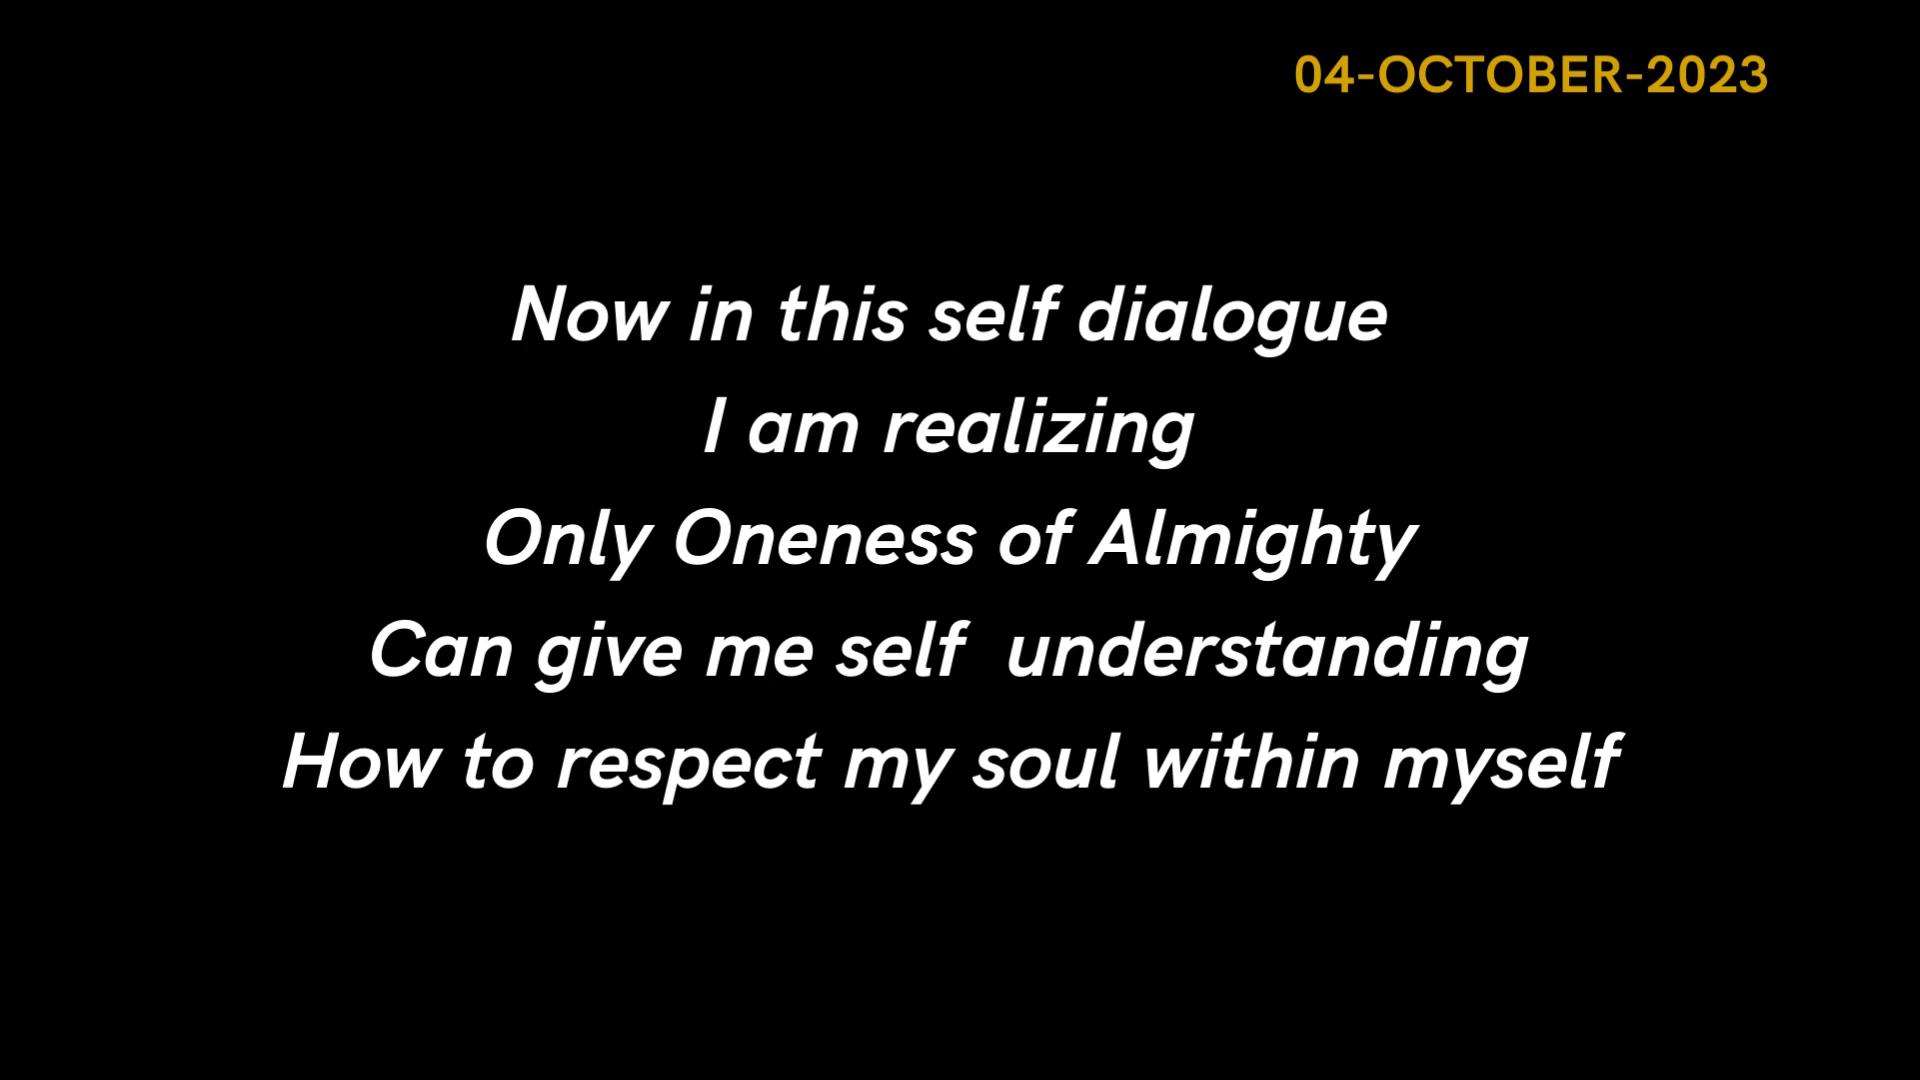 04-OCTOBER-2023
Now in this self dialogue
I am realizing
Only Oneness of Almighty
Can give me self  understanding
How to respect my soul within myself